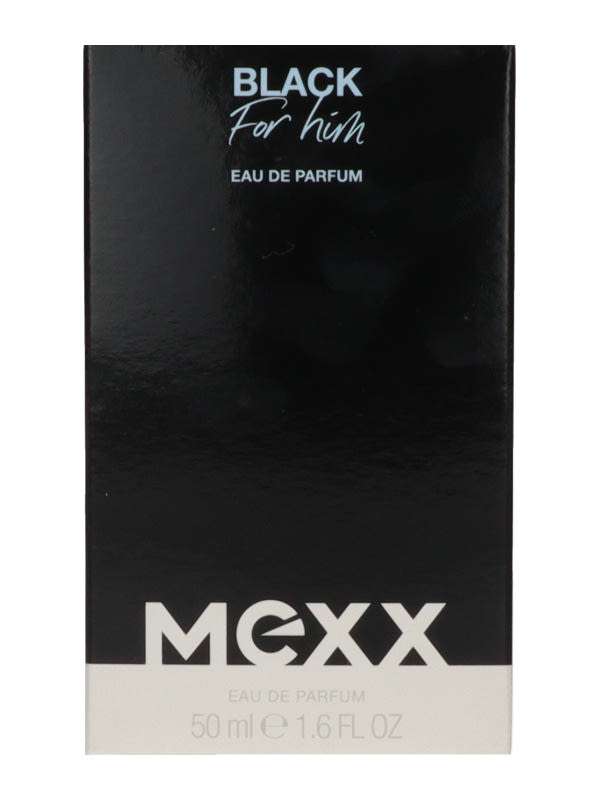 BLACK
For him
EAU DE PARFUM
MEXX
EAU DE PARFUM
50 ml ℮ 1.6 FL OZ